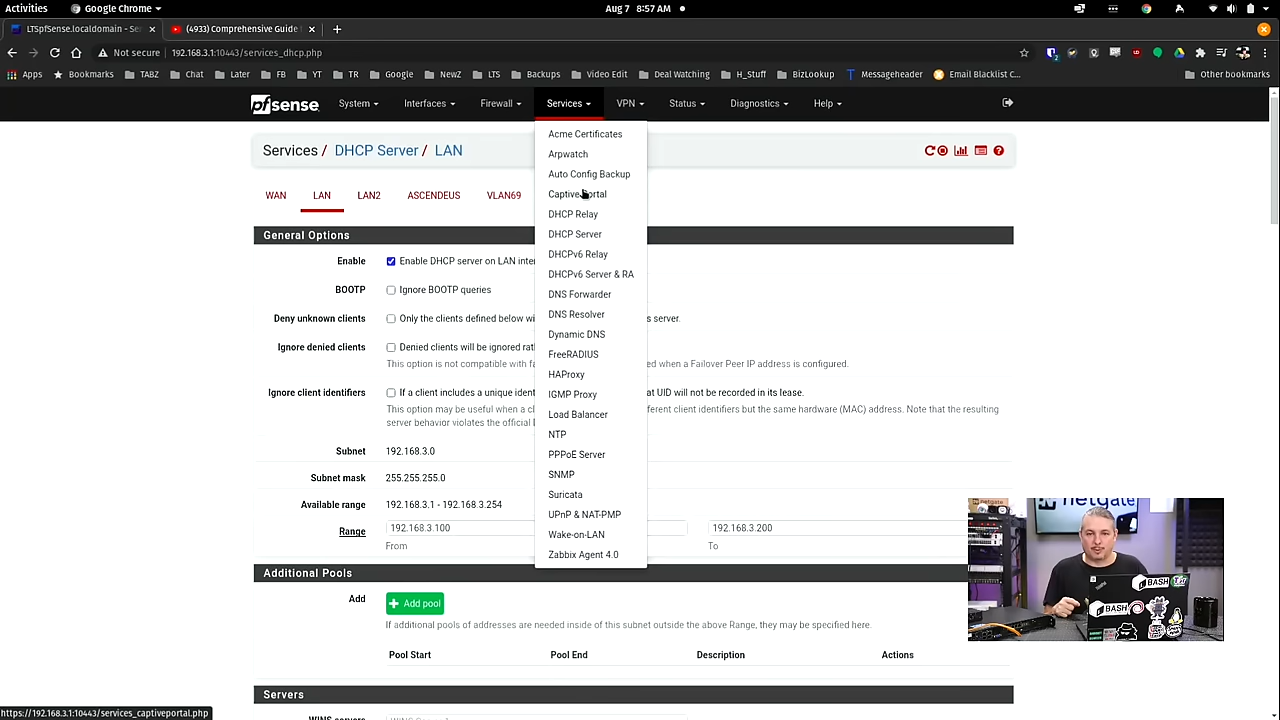 Activities
Google Chrome
Aug 7 8:57 AM
LTSpfSense.localdomain - Se
(4933) Comprehensive Guide
Not secure
192.168.3.1:10443/services_dhcp.php
Apps
Bookmarks
TABZ
Chat
Later
FB
YT
TR
Google
NewZ
LTS
Backups
Video Edit
Deal Watching
H_Stuff
BizLookup
Messageheader
Email Blacklist C...
Other bookmarks
pfsense
System
Interfaces
Firewall
Services
VPN
Status
Diagnostics
Help
Services / DHCP Server / LAN
WAN
LAN
LAN2
ASCENDEUS
VLAN69
Acme Certificates
Arpwatch
Auto Config Backup
Captive Portal
DHCP Relay
DHCP Server
DHCPv6 Relay
DHCPv6 Server & RA
DNS Forwarder
DNS Resolver
Dynamic DNS
FreeRADIUS
HAProxy
IGMP Proxy
Load Balancer
NTP
PPPoE Server
SNMP
Suricata
UPnP & NAT-PMP
Wake-on-LAN
Zabbix Agent 4.0
General Options
Enable
Enable DHCP server on LAN inte
BOOTP
Ignore BOOTP queries
Deny unknown clients
Only the clients defined below wi
s server.
Ignore denied clients
Denied clients will be ignored rat
This option is not compatible with fa
ed when a Failover Peer IP address is configured.
Ignore client identifiers
If a client includes a unique ident
at UID will not be recorded in its lease.
This option may be useful when a cl
fferent client identifiers but the same hardware (MAC) address. Note that the resulting
server behavior violates the official
Subnet
192.168.3.0
Subnet mask
255.255.255.0
Available range
192.168.3.1 - 192.168.3.254
Range
192.168.3.100
192.168.3.200
From
To
Additional Pools
Add
Add pool
If additional pools of addresses are needed inside of this subnet outside the above Range, they may be specified here.
Pool Start
Pool End
Description
Actions
Servers
WINS servers
https://192.168.3.1:10443/services_captiveportal.php
netgate
BASH
BASH